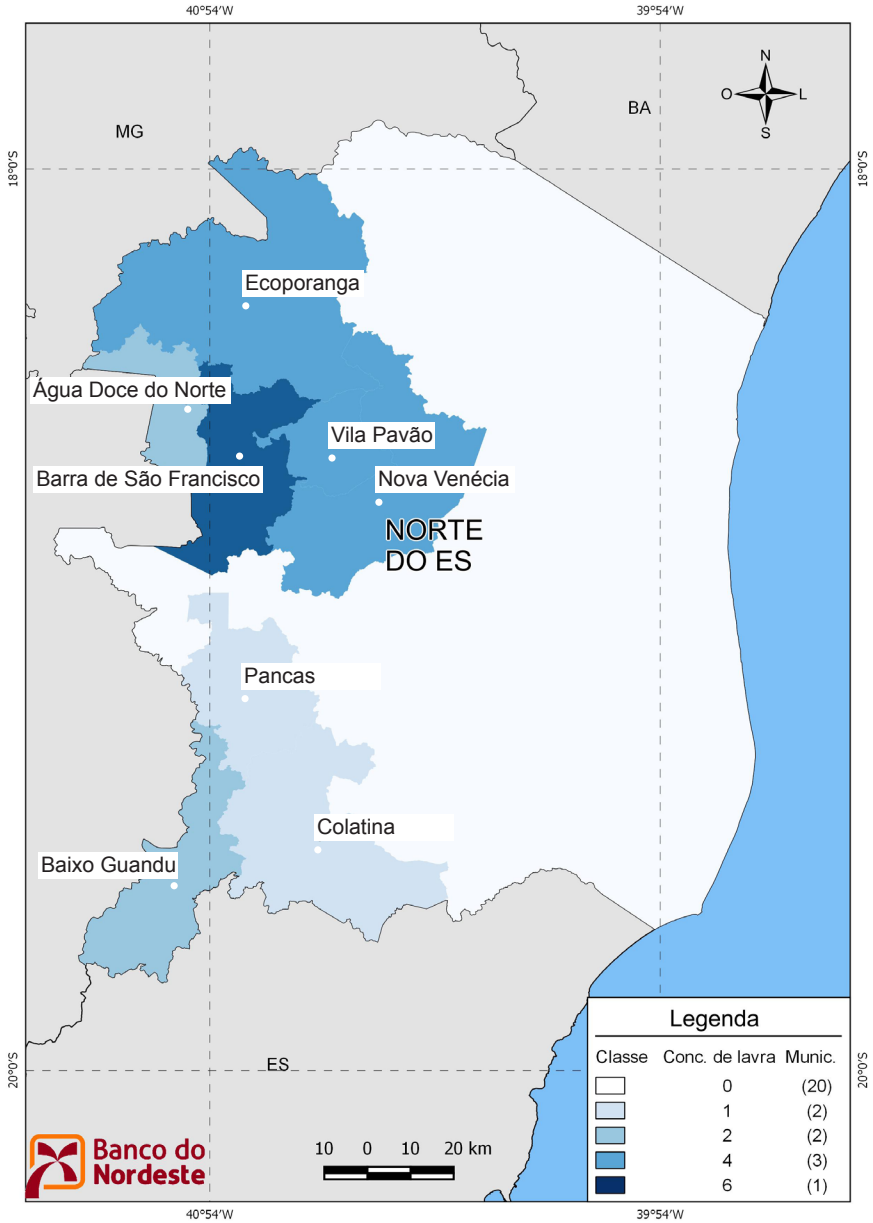 40°54'W 39°54'W
N
O L
S
BA
MG
18°0'S 18°0'S
Ecoporanga
Água Doce do Norte
Vila Pavão
Barra de São Francisco
Nova Venécia
NORTE
DO ES
Pancas
Colatina
Baixo Guandu
ES
20°0'S 20°0'S
Legenda
Classe Conc. de lavra Munic.
0 (20)
1 (2)
2 (2)
4 (3)
6 (1)
Banco do
Nordeste
10 0 10 20 km
40°54'W 39°54'W